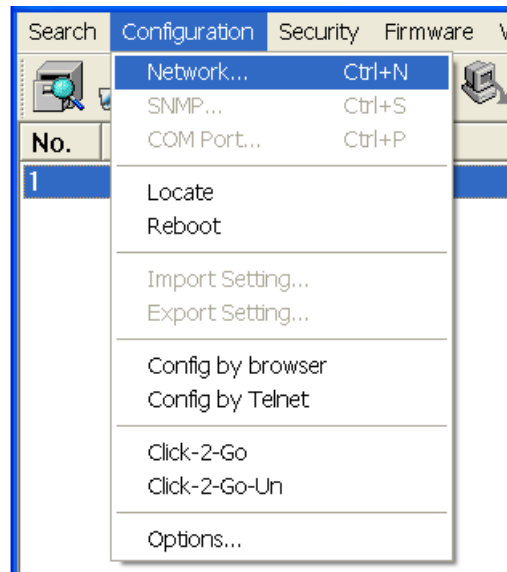 Search Configuration Security Firmware
Network... Ctrl+N
SNMP... Ctrl+S
No.
COM Port... Ctrl+P
1
Locate
Reboot
Import Setting...
Export Setting...
Config by browser
Config by Telnet
Click-2-Go
Click-2-Go-Un
Options...